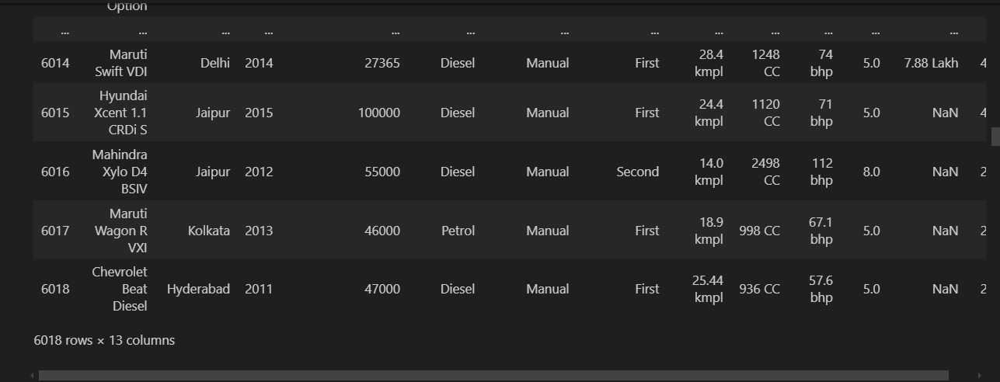 Option
... ... ... ... ... ... ... ... ... ... ... ... ...
6014 Maruti Swift VDI Delhi 2014 27365 Diesel Manual First 28.4 kmpl 1248 CC 74 bhp 5.0 7.88 Lakh 4
6015 Hyundai Xcent 1.1 CRDi S Jaipur 2015 100000 Diesel Manual First 24.4 kmpl 1120 CC 71 bhp 5.0 NaN 4
6016 Mahindra Xylo D4 BSIV Jaipur 2012 55000 Diesel Manual Second 14.0 kmpl 2498 CC 112 bhp 8.0 NaN 2
6017 Maruti Wagon R VXI Kolkata 2013 46000 Petrol Manual First 18.9 kmpl 998 CC 67.1 bhp 5.0 NaN 2
6018 Chevrolet Beat Diesel Hyderabad 2011 47000 Diesel Manual First 25.44 kmpl 936 CC 57.6 bhp 5.0 NaN 2
6018 rows × 13 columns